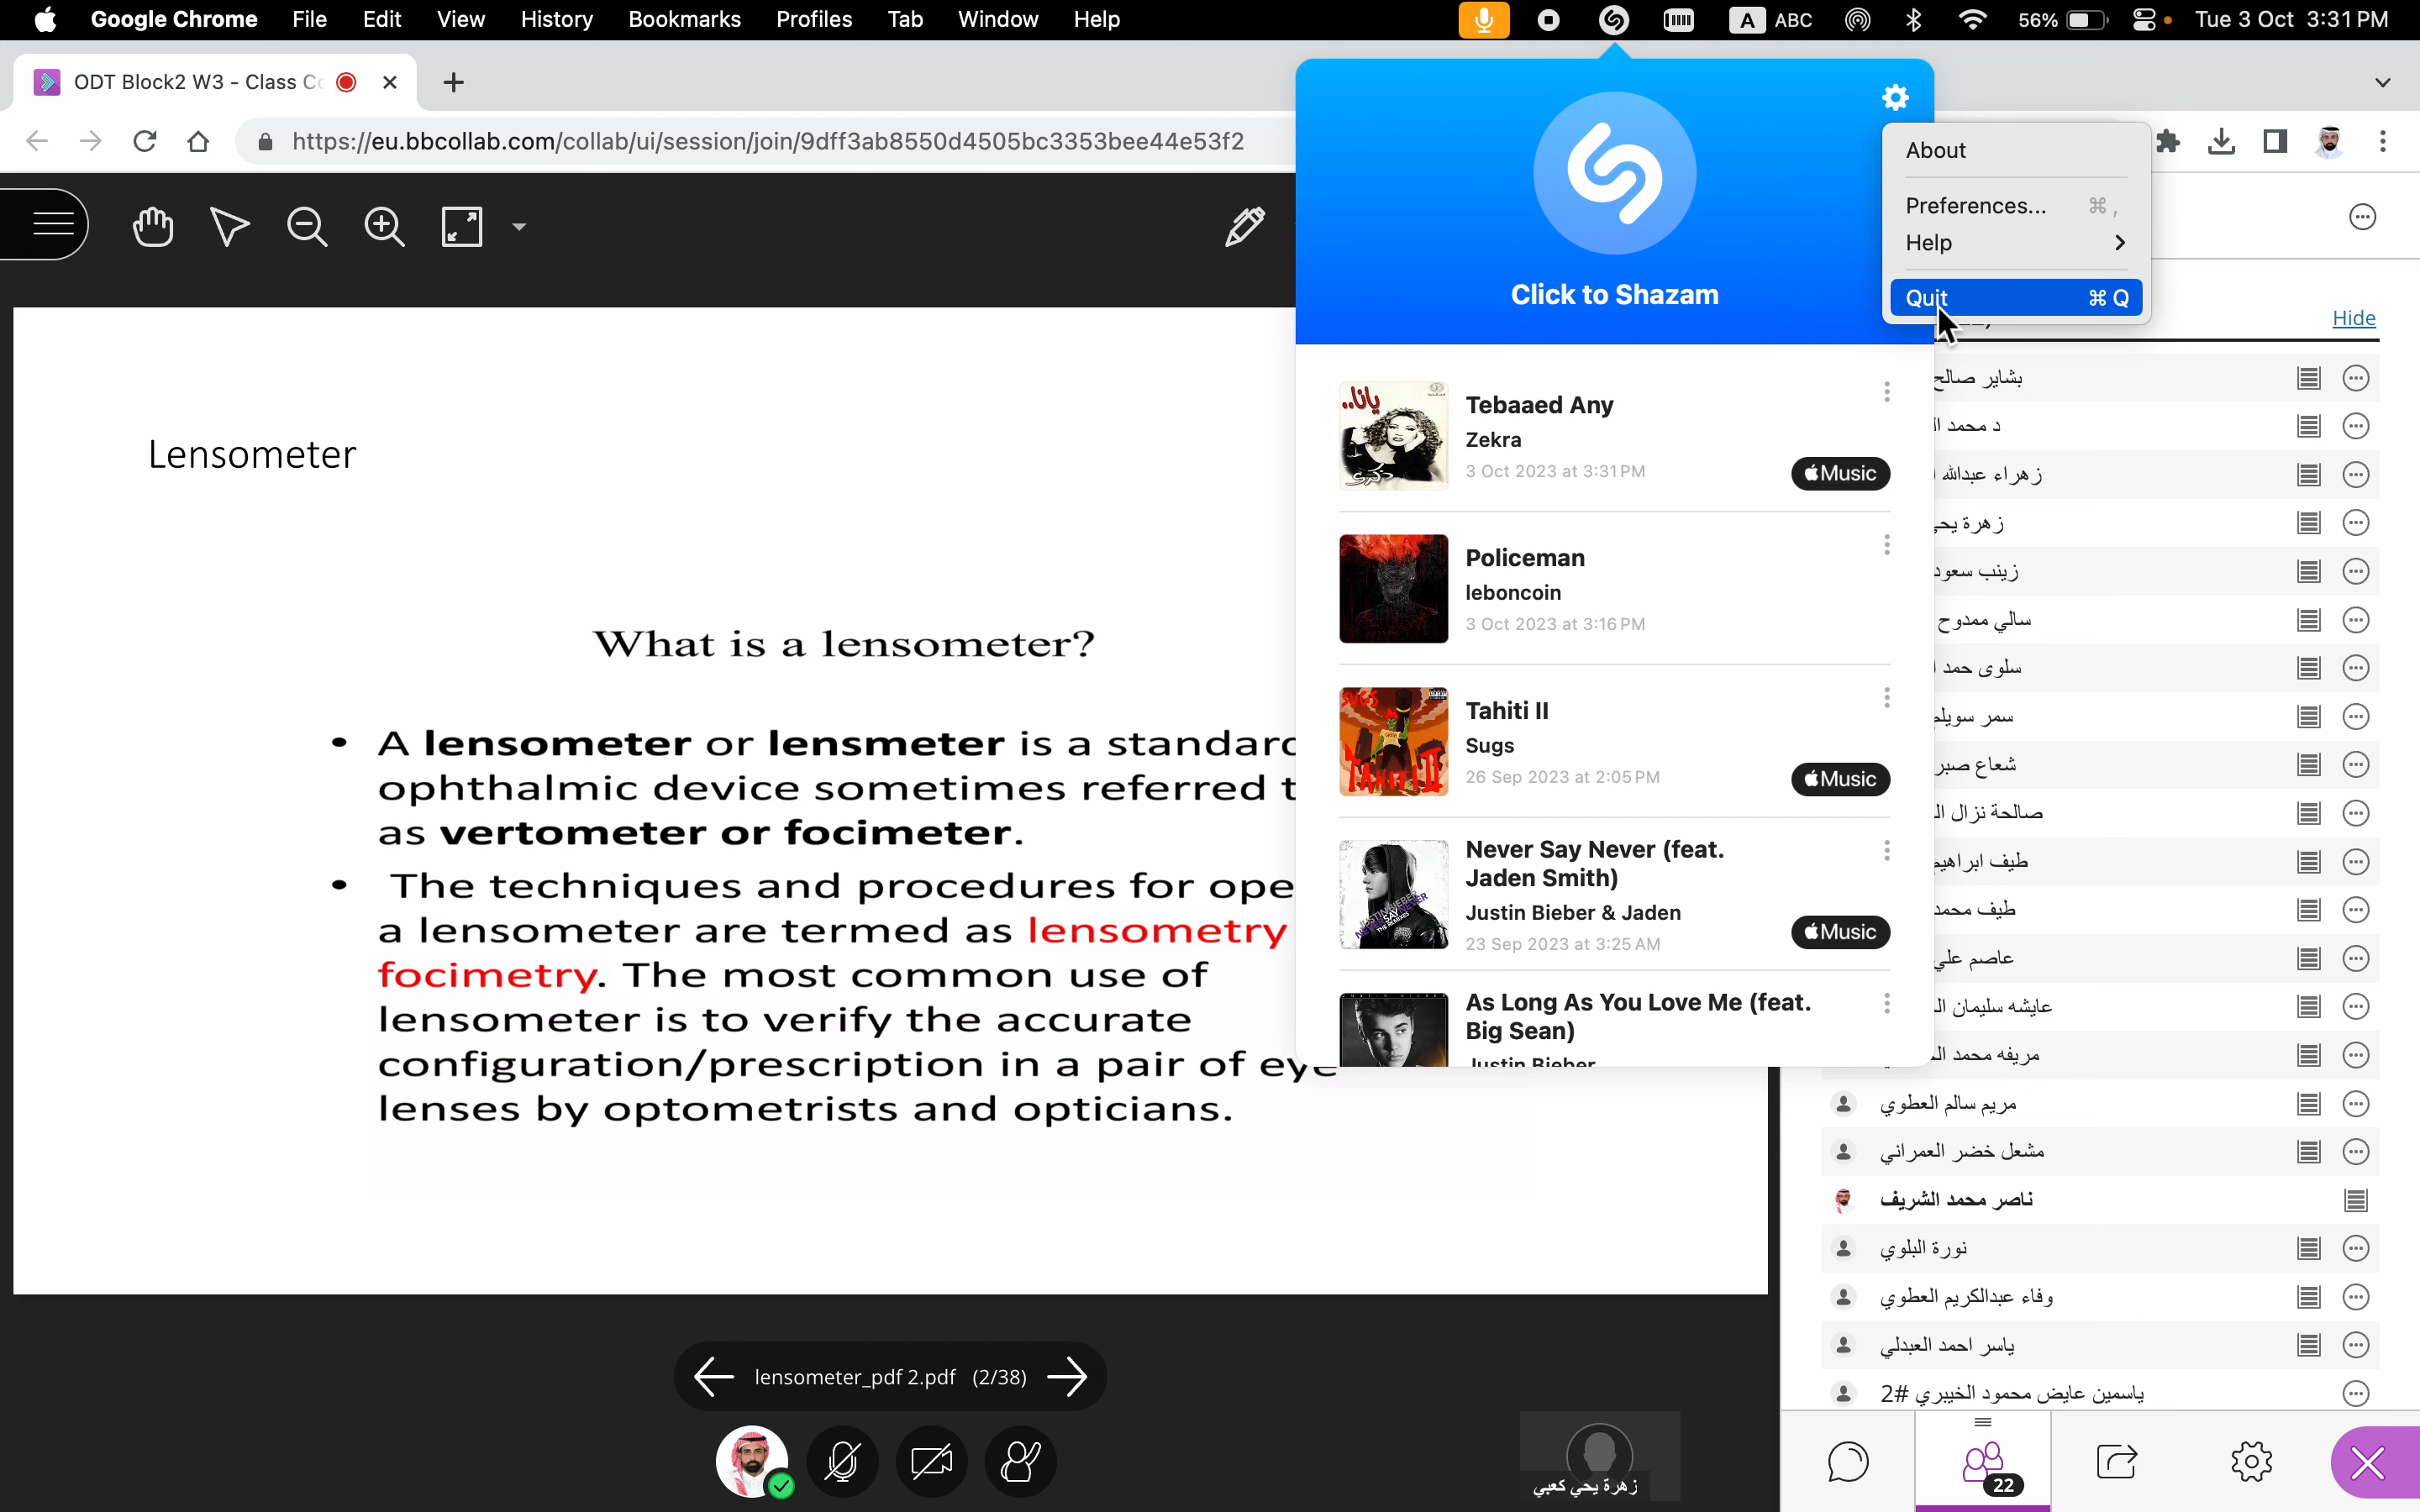 Google Chrome File Edit View History Bookmarks Profiles Tab Window Help
A ABC 56% Tue 3 Oct 3:31 PM
ODT Block2 W3 - Class
https://eu.bbcollab.com/collab/ui/session/join/9dff3ab8550d4505bc3353bee44e53f2
Click to Shazam
About
Preferences... ⌘ ,
Help
Quit ⌘ Q
Hide
Lensometer
What is a lensometer?
• A lensometer or lensmeter is a standard
ophthalmic device sometimes referred
as vertometer or focimeter.
• The techniques and procedures for
a lensometer are termed as lensometry
focimetry. The most common use of
lensometer is to verify the accurate
configuration/prescription in a pair of
lenses by optometrists and opticians.
Tebaaed Any
Zekra
3 Oct 2023 at 3:31 PM
Music
Policeman
leboncoin
3 Oct 2023 at 3:16 PM
SUGS
TAHITI II
Tahiti II
Sugs
26 Sep 2023 at 2:05 PM
Music
Never Say Never (feat.
Jaden Smith)
Justin Bieber & Jaden
23 Sep 2023 at 3:25 AM
Music
As Long As You Love Me (feat.
Big Sean)
Justin Bieber
بشاير صالح
د محمد
زهراء عبدالله
زهرة يحي
زينب سعود
سالي ممدوح
سلوى حمد
سمر سويلم
شعاع صبر
صالحة نزال
طيف ابراهيم
طيف محمد
عاصم علي
عايشه سليمان
مريفه محمد
مريم سالم العطوي
مشعل خضر العمراني
ناصر محمد الشريف
نورة البلوي
وفاء عبدالكريم العطوي
ياسر احمد العبدلي
ياسمين عايض محمود الخيبري #2
lensometer_pdf 2.pdf (2/38)
زهرة يحي كعبي
22